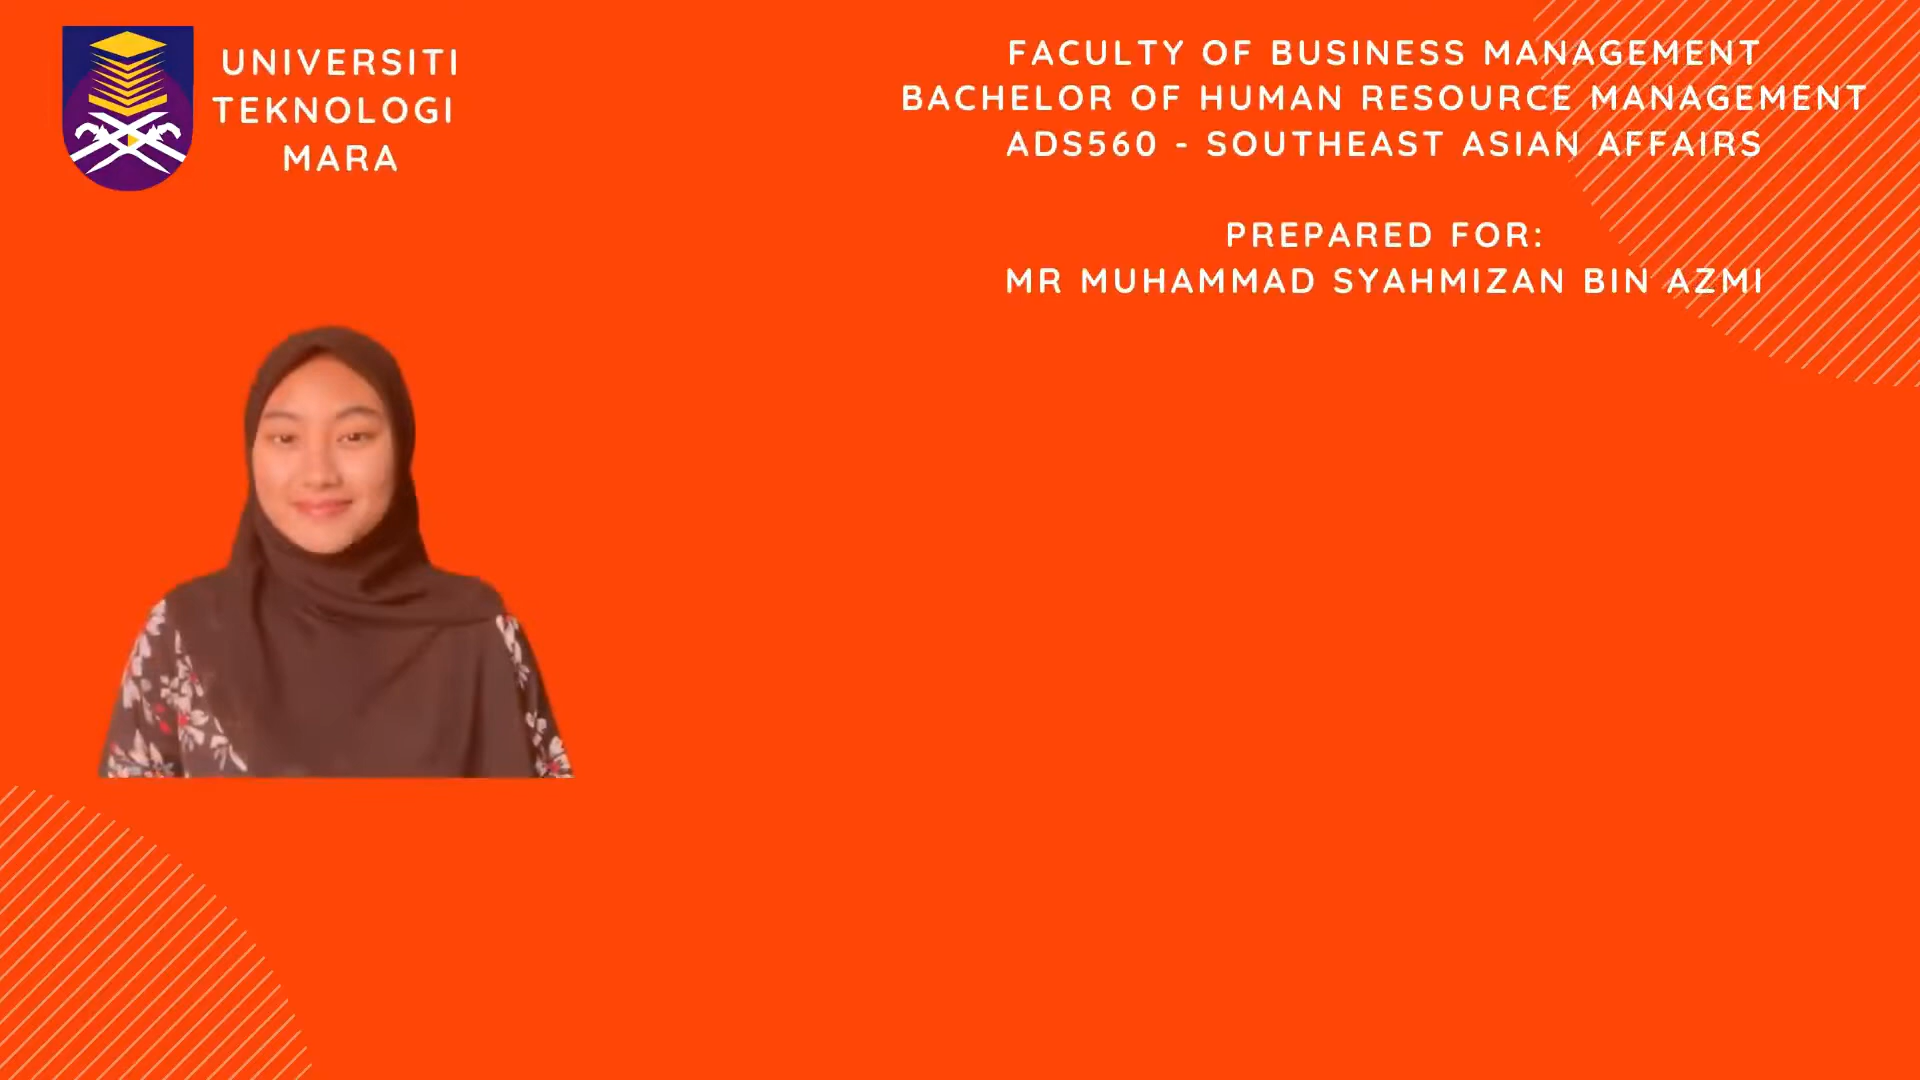 UNIVERSITI
TEKNOLOGI
MARA
FACULTY OF BUSINESS MANAGEMENT
BACHELOR OF HUMAN RESOURCE MANAGEMENT
ADS560 - SOUTHEAST ASIAN AFFAIRS
PREPARED FOR:
MR MUHAMMAD SYAHMIZAN BIN AZMI